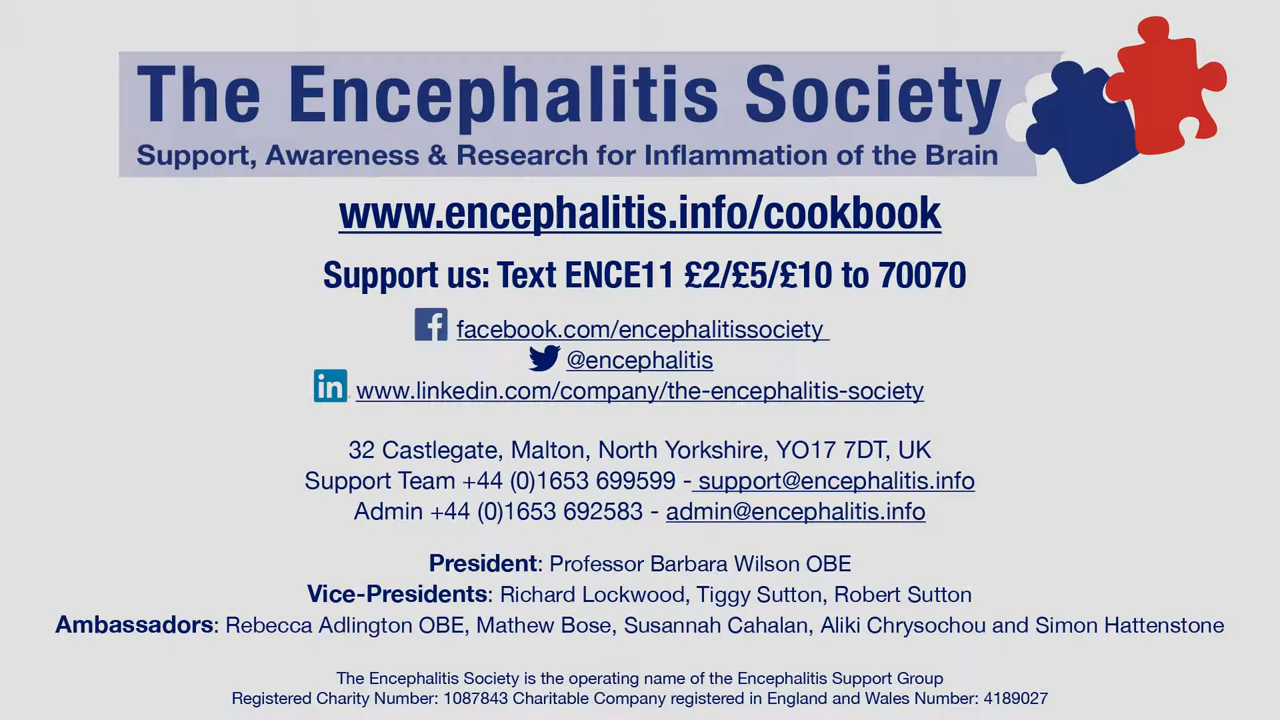 The Encephalitis Society
Support, Awareness & Research for Inflammation of the Brain
www.encephalitis.info/cookbook
Support us: Text ENCE11 £2/£5/£10 to 70070
facebook.com/encephalitissociety
@encephalitis
in www.linkedin.com/company/the-encephalitis-society
32 Castlegate, Malton, North Yorkshire, YO17 7DT, UK
Support Team +44 (0)1653 699599 - support@encephalitis.info
Admin +44 (0)1653 692583 - admin@encephalitis.info
President: Professor Barbara Wilson OBE
Vice-Presidents: Richard Lockwood, Tiggy Sutton, Robert Sutton
Ambassadors: Rebecca Adlington OBE, Mathew Bose, Susannah Cahalan, Aliki Chrysochou and Simon Hattenstone
The Encephalitis Society is the operating name of the Encephalitis Support Group
Registered Charity Number: 1087843 Charitable Company registered in England and Wales Number: 4189027